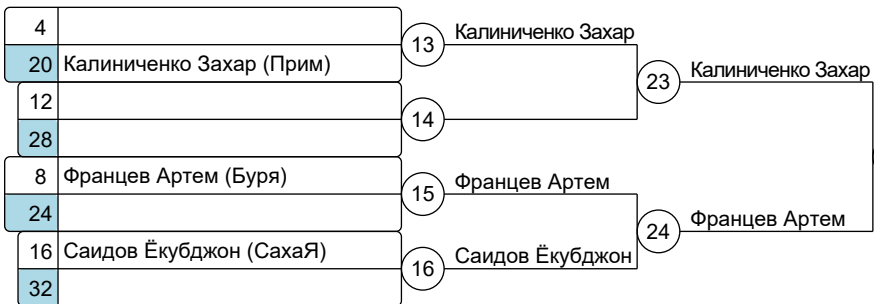 4
20 Калиниченко Захар (Прим)
12
28
8 Францев Артем (Буря)
24
16 Саидов Ёкубджон (СахаЯ)
32
13
Калиниченко Захар
14
15
Францев Артем
16
Саидов Ёкубджон
23
Калиниченко Захар
24
Францев Артем